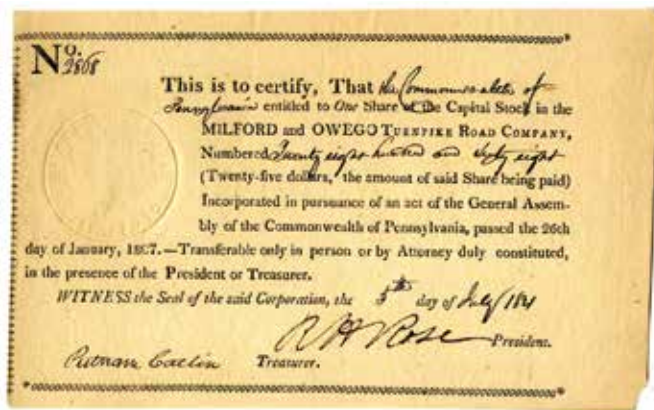 No.
2868
This is to certify, That the Commonwealth of
Pennsylvania entitled to One Share of the Capital Stock in the
MILFORD and OWEGO TURNPIKE ROAD COMPANY,
Numbered Twenty eight hundred and sixty eight
(Twenty-five dollars, the amount of said Share being paid)
Incorporated in pursuance of an act of the General Assem-
bly of the Commonwealth of Pennsylvania, passed the 26th
day of January, 1807.—Transferable only in person or by Attorney duly constituted,
in the presence of the President or Treasurer.
WITNESS the Seal of the said Corporation, the 5th day of July
R H Rose President.
Putnam Catlin Treasurer.